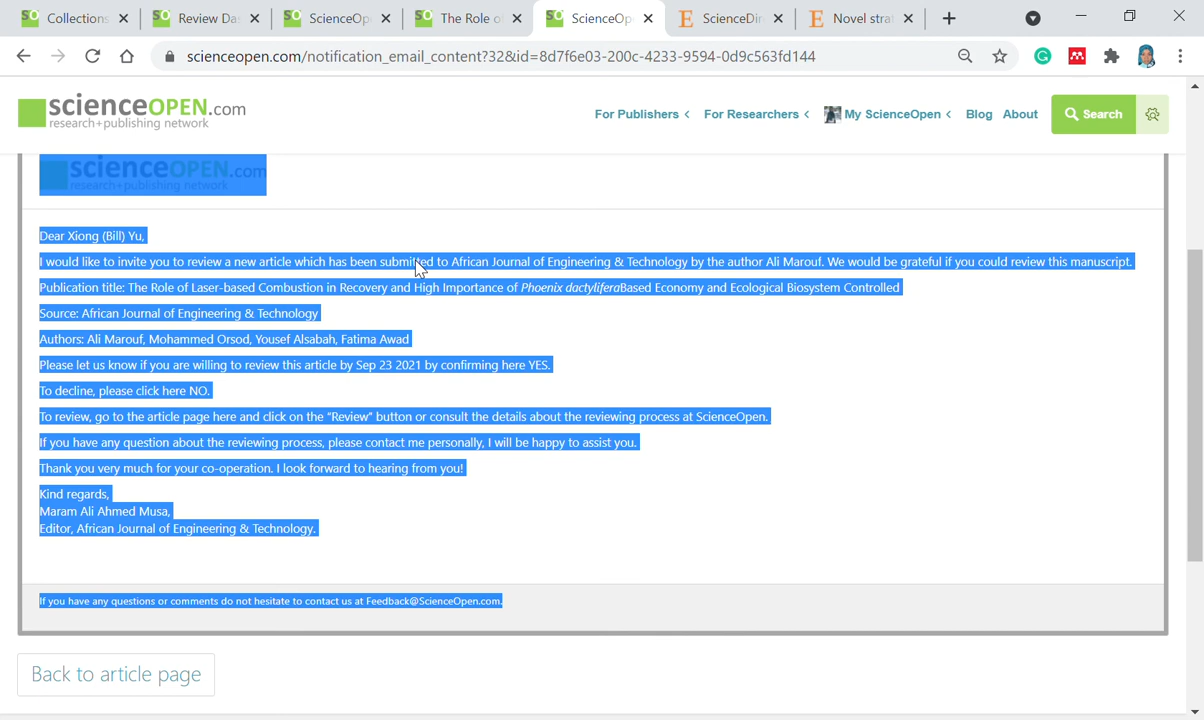 Collections
Review Da
ScienceOp
The Role o
ScienceOp
ScienceDir
Novel strat
scienceopen.com/notification_email_content?32&id=8d7f6e03-200c-4233-9594-0d9c563fd144
scienceOPEN.com
research+publishing network
For Publishers
For Researchers
My ScienceOpen
Blog
About
Search
scienceOPEN.com
research+publishing network
Dear Xiong (Bill) Yu,
I would like to invite you to review a new article which has been submitted to African Journal of Engineering & Technology by the author Ali Marouf. We would be grateful if you could review this manuscript.
Publication title: The Role of Laser-based Combustion in Recovery and High Importance of Phoenix dactyliferaBased Economy and Ecological Biosystem Controlled
Source: African Journal of Engineering & Technology
Authors: Ali Marouf, Mohammed Orsod, Yousef Alsabah, Fatima Awad
Please let us know if you are willing to review this article by Sep 23 2021 by confirming here YES.
To decline, please click here NO.
To review, go to the article page here and click on the "Review" button or consult the details about the reviewing process at ScienceOpen.
If you have any question about the reviewing process, please contact me personally, I will be happy to assist you.
Thank you very much for your co-operation. I look forward to hearing from you!
Kind regards,
Maram Ali Ahmed Musa,
Editor, African Journal of Engineering & Technology.
If you have any questions or comments do not hesitate to contact us at Feedback@ScienceOpen.com.
Back to article page